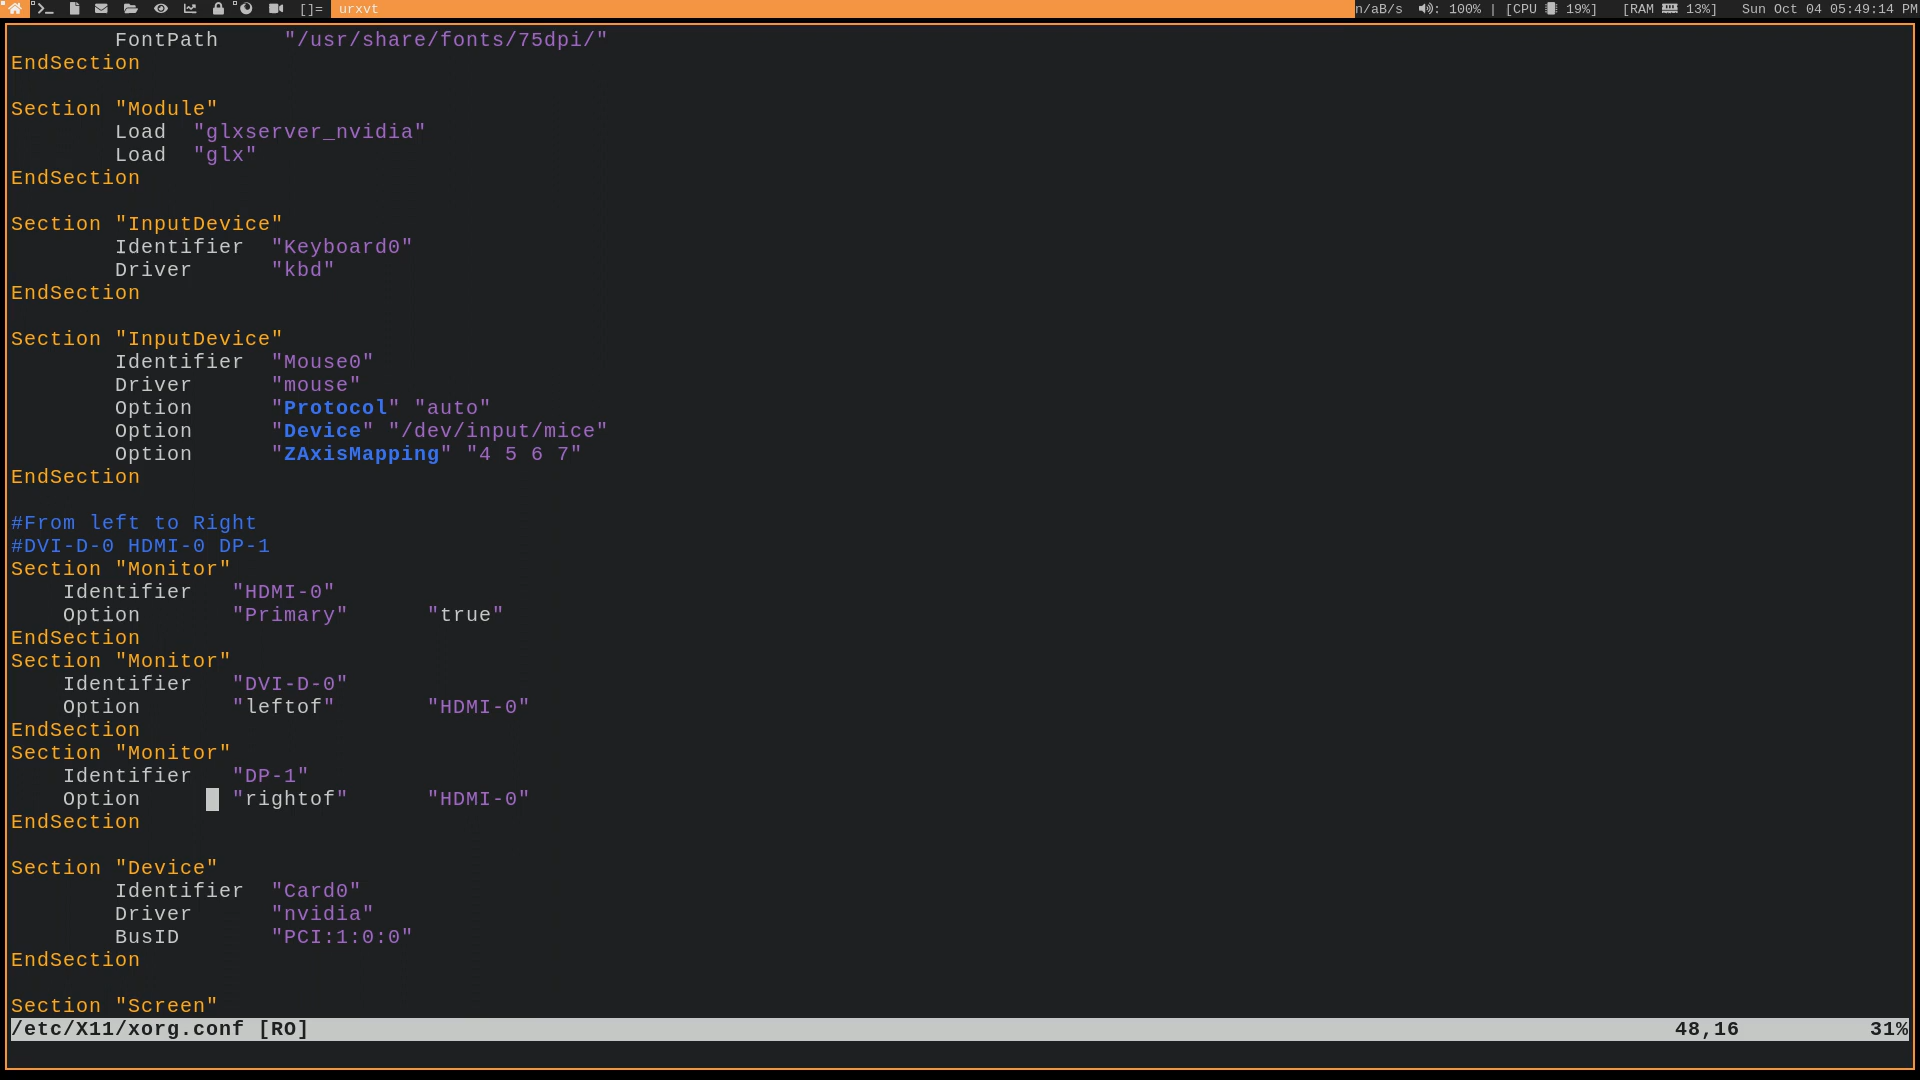 []= urxvt n/aB/s : 100% | [CPU 19%] [RAM 13%] Sun Oct 04 05:49:14 PM
FontPath "/usr/share/fonts/75dpi/"
EndSection
Section "Module"
Load "glxserver_nvidia"
Load "glx"
EndSection
Section "InputDevice"
Identifier "Keyboard0"
Driver "kbd"
EndSection
Section "InputDevice"
Identifier "Mouse0"
Driver "mouse"
Option "Protocol" "auto"
Option "Device" "/dev/input/mice"
Option "ZAxisMapping" "4 5 6 7"
EndSection
#From left to Right
#DVI-D-0 HDMI-0 DP-1
Section "Monitor"
Identifier "HDMI-0"
Option "Primary" "true"
EndSection
Section "Monitor"
Identifier "DVI-D-0"
Option "leftof" "HDMI-0"
EndSection
Section "Monitor"
Identifier "DP-1"
Option "rightof" "HDMI-0"
EndSection
Section "Device"
Identifier "Card0"
Driver "nvidia"
BusID "PCI:1:0:0"
EndSection
Section "Screen"
/etc/X11/xorg.conf [RO] 48,16 31%